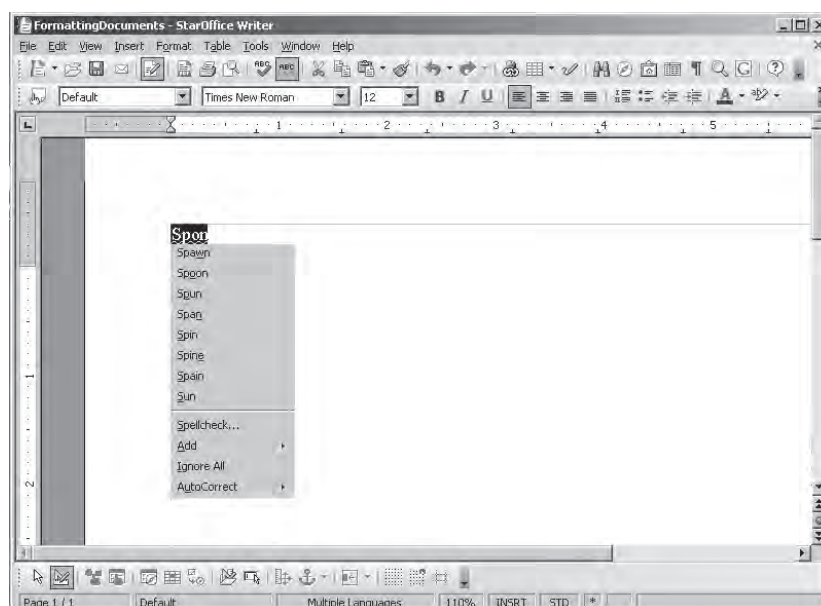 FormattingDocuments - StarOffice Writer
File Edit View Insert Format Table Tools Window Help
Default Times New Roman 12 B I U A
1 2 3 4 5
Spon
Spawn
Spoon
Spun
Span
Spin
Spine
Spain
Sun
Spellcheck...
Add
Ignore All
AutoCorrect
1
2
Page 1 / 1 Default Multiple Languages 110% INSRT STD *